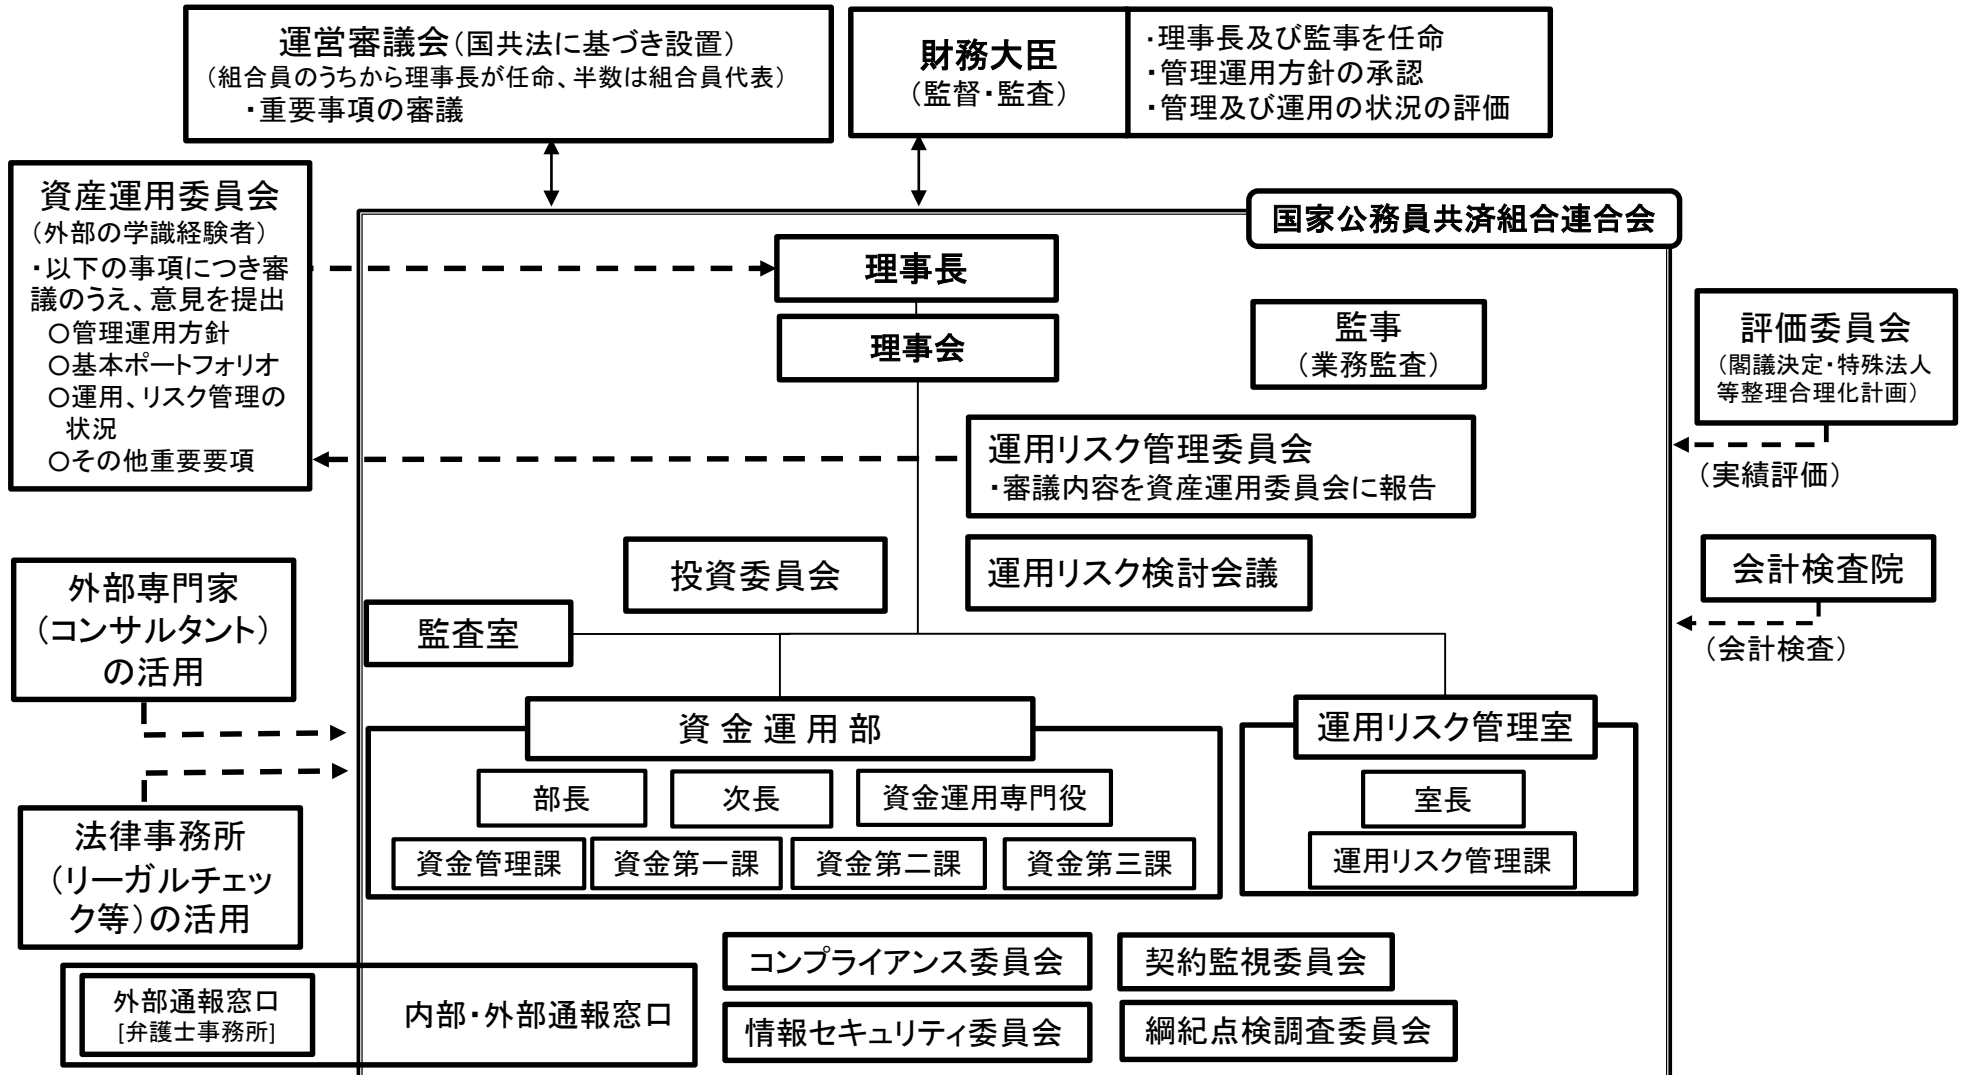 運営審議会（国共法に基づき設置）
（組合員のうちから理事長が任命、半数は組合員代表）
・重要事項の審議
財務大臣
（監督・監査）
・理事長及び監事を任命
・管理運用方針の承認
・管理及び運用の状況の評価
資産運用委員会
（外部の学識経験者）
・以下の事項につき審
議のうえ、意見を提出
○管理運用方針
○基本ポートフォリオ
○運用、リスク管理の
状況
○その他重要要項
国家公務員共済組合連合会
理事長
理事会
監事
（業務監査）
評価委員会
（閣議決定・特殊法人
等整理合理化計画）
（実績評価）
運用リスク管理委員会
・審議内容を資産運用委員会に報告
投資委員会
運用リスク検討会議
会計検査院
（会計検査）
外部専門家
（コンサルタント）
の活用
監査室
資金運用部
部長
次長
資金運用専門役
資金管理課
資金第一課
資金第二課
資金第三課
運用リスク管理室
室長
運用リスク管理課
法律事務所
（リーガルチェッ
ク等）の活用
外部通報窓口
[弁護士事務所]
内部・外部通報窓口
コンプライアンス委員会
契約監視委員会
情報セキュリティ委員会
綱紀点検調査委員会